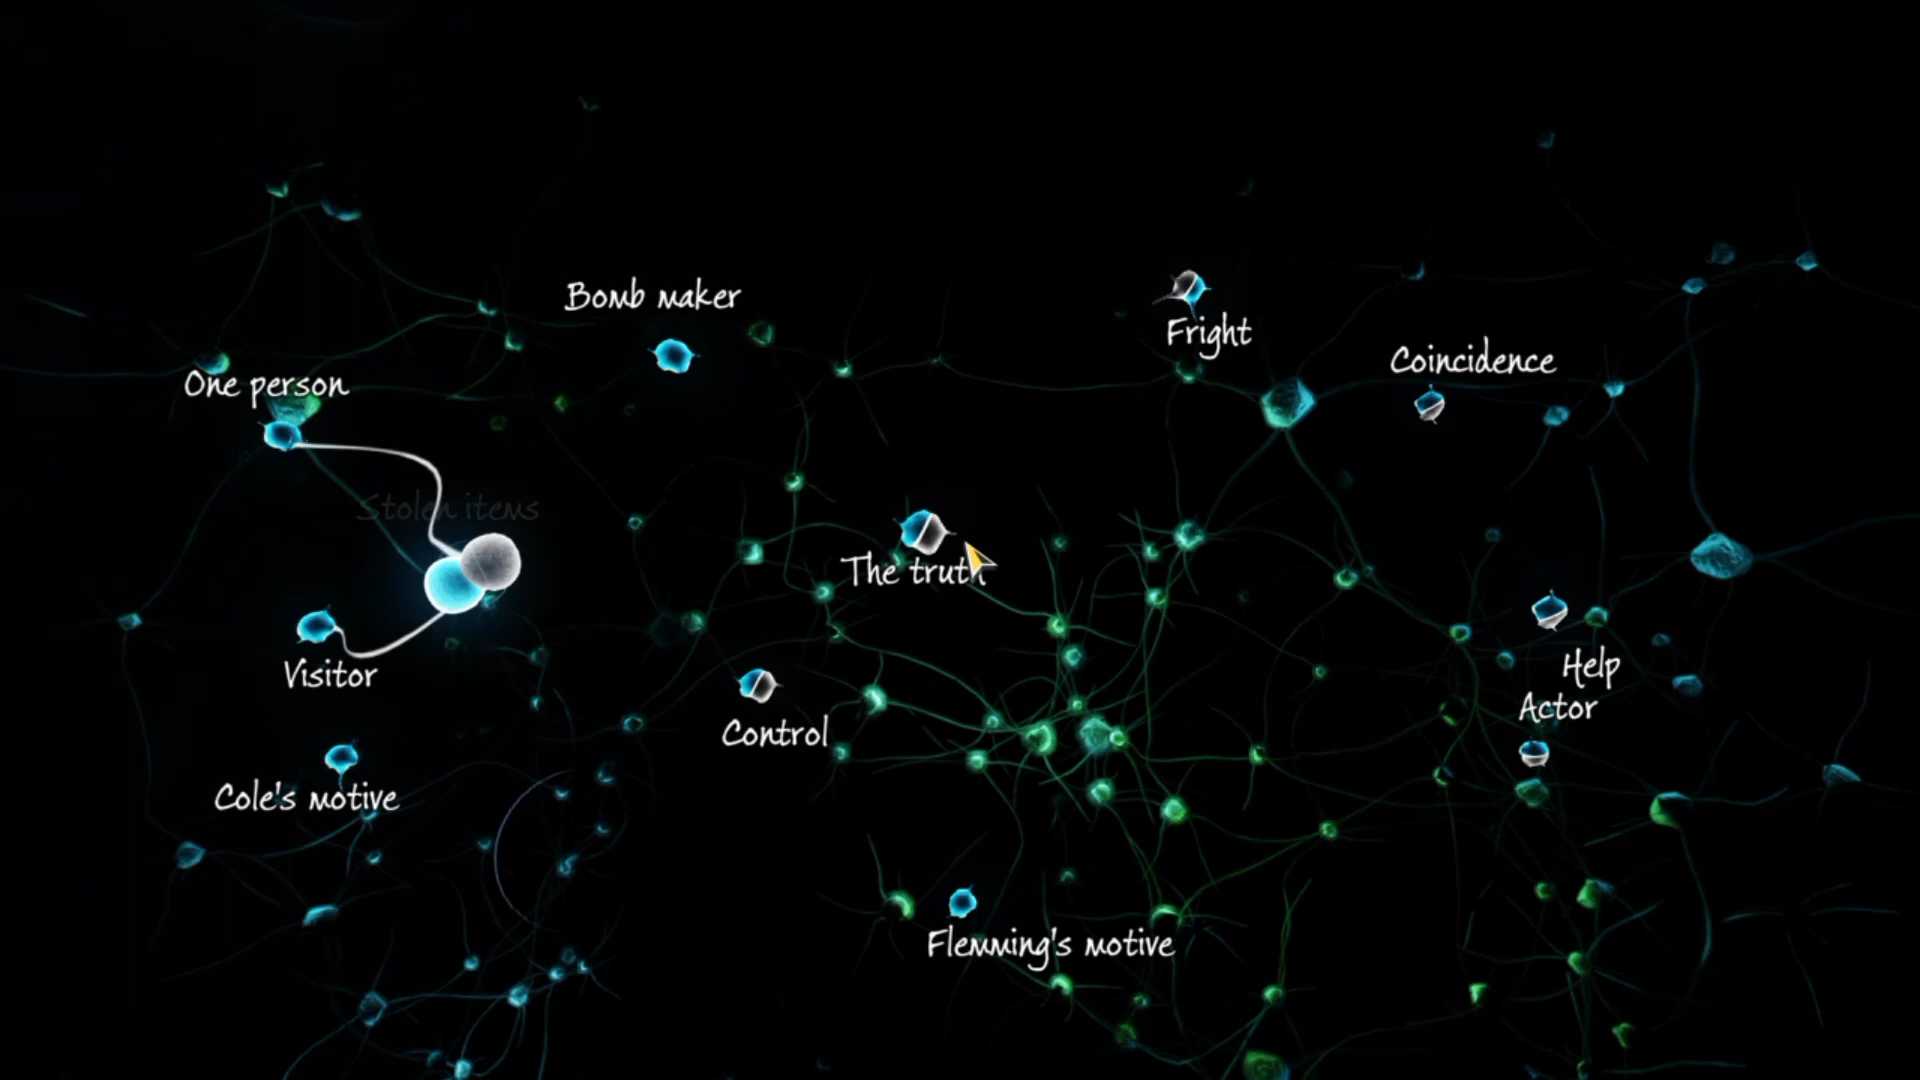 Bomb maker
Fright
Coincidence
One person
Stolen items
The truth
Visitor
Help
Actor
Control
Cole's motive
Flemming's motive